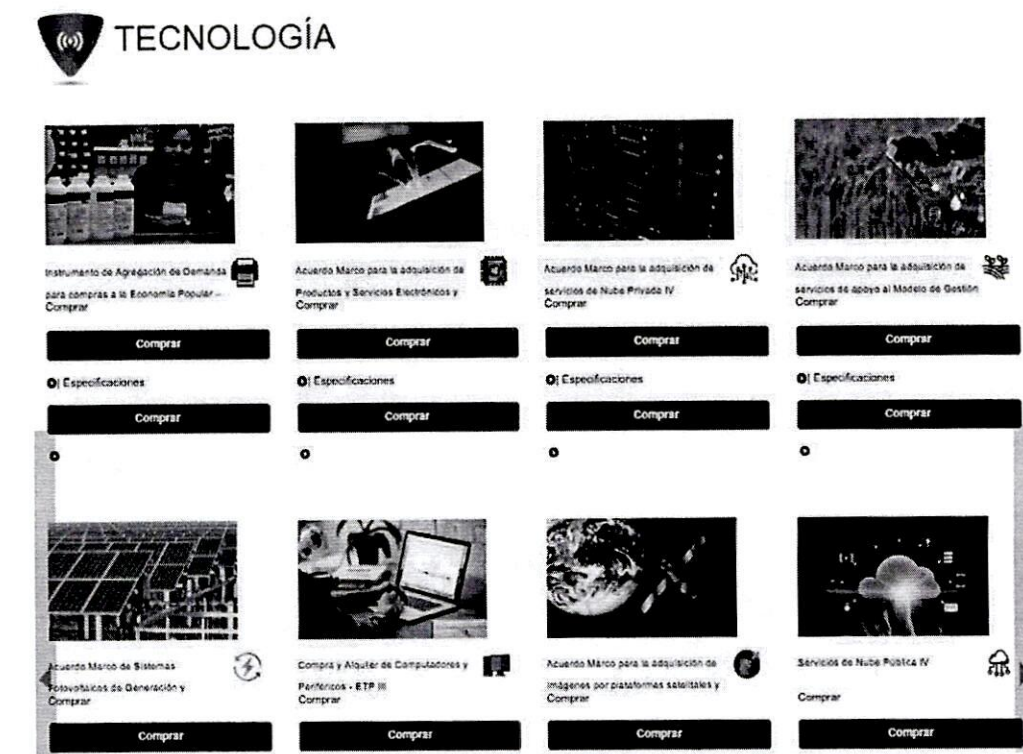 TECNOLOGÍA
Instrumento de Agregación de Demanda
para compras a la Economía Popular –
Comprar
Comprar
| Especificaciones
Comprar
Acuerdo Marco para la adquisición de
Productos y Servicios Electrónicos y
Comprar
Comprar
| Especificaciones
Comprar
Acuerdo Marco para la adquisición de
servicios de Nube Privada IV
Comprar
Comprar
| Especificaciones
Comprar
Acuerdo Marco para la adquisición de
servicios de apoyo al Modelo de Gestión
Comprar
Comprar
| Especificaciones
Comprar
Acuerdo Marco de Sistemas
Fotovoltaicos de Generación y
Comprar
Comprar
Compra y Alquiler de Computadores y
Periféricos - ETP III
Comprar
Comprar
Acuerdo Marco para la adquisición de
imágenes por plataformas satelitales y
Comprar
Comprar
Servicios de Nube Pública IV
Comprar
Comprar